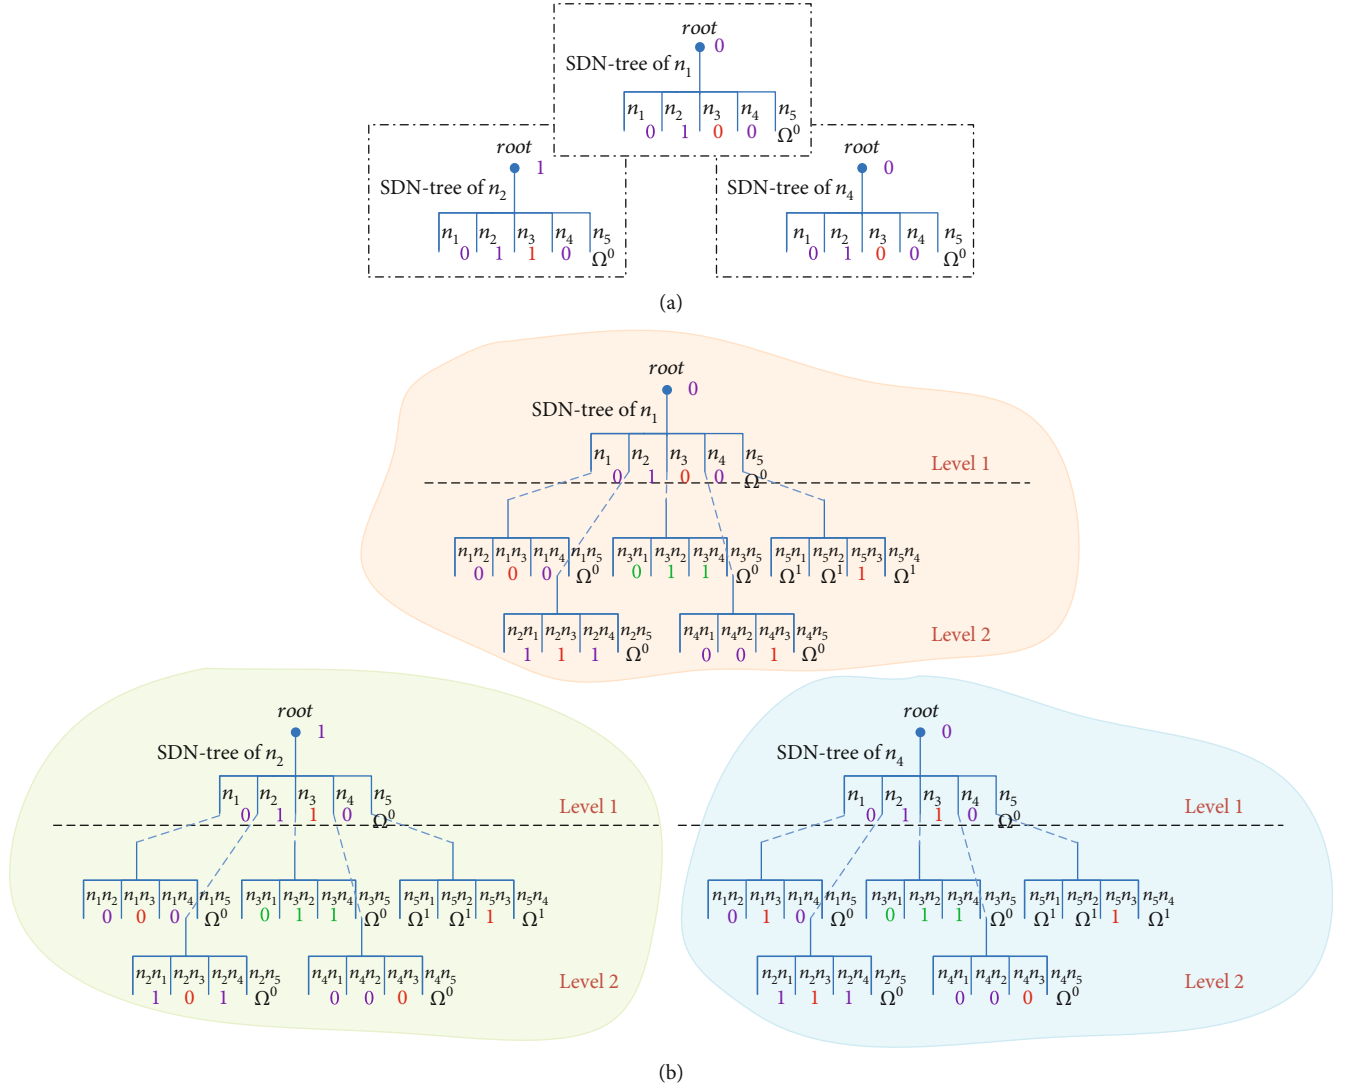 root
0
SDN-tree of n₁
n₁ n₂ n₃ n₄ n₅
0 1 0 0 Ω⁰
root
1
SDN-tree of n₂
n₁ n₂ n₃ n₄ n₅
0 1 1 0 Ω⁰
root
0
SDN-tree of n₄
n₁ n₂ n₃ n₄ n₅
0 1 0 0 Ω⁰
(a)
root
0
SDN-tree of n₁
n₁ n₂ n₃ n₄ n₅
0 1 0 0 Ω⁰
Level 1
n₁n₂ n₁n₃ n₁n₄ n₁n₅ n₃n₁ n₃n₂ n₃n₄ n₃n₅ n₅n₁ n₅n₂ n₅n₃ n₅n₄
0 0 0 Ω⁰ 0 1 1 Ω⁰ Ω¹ Ω¹ 1 Ω¹
n₂n₁ n₂n₃ n₂n₄ n₂n₅ n₄n₁ n₄n₂ n₄n₃ n₄n₅
1 1 1 Ω⁰ 0 0 1 Ω⁰
Level 2
root
1
SDN-tree of n₂
n₁ n₂ n₃ n₄ n₅
0 1 1 0 Ω⁰
Level 1
n₁n₂ n₁n₃ n₁n₄ n₁n₅ n₃n₁ n₃n₂ n₃n₄ n₃n₅ n₅n₁ n₅n₂ n₅n₃ n₅n₄
0 0 0 Ω⁰ 0 1 1 Ω⁰ Ω¹ Ω¹ 1 Ω¹
n₂n₁ n₂n₃ n₂n₄ n₂n₅ n₄n₁ n₄n₂ n₄n₃ n₄n₅
1 0 1 Ω⁰ 0 0 0 Ω⁰
Level 2
root
0
SDN-tree of n₄
n₁ n₂ n₃ n₄ n₅
0 1 1 0 Ω⁰
Level 1
n₁n₂ n₁n₃ n₁n₄ n₁n₅ n₃n₁ n₃n₂ n₃n₄ n₃n₅ n₅n₁ n₅n₂ n₅n₃ n₅n₄
0 1 0 Ω⁰ 0 1 1 Ω⁰ Ω¹ Ω¹ 1 Ω¹
n₂n₁ n₂n₃ n₂n₄ n₂n₅ n₄n₁ n₄n₂ n₄n₃ n₄n₅
1 1 1 Ω⁰ 0 0 0 Ω⁰
Level 2
(b)